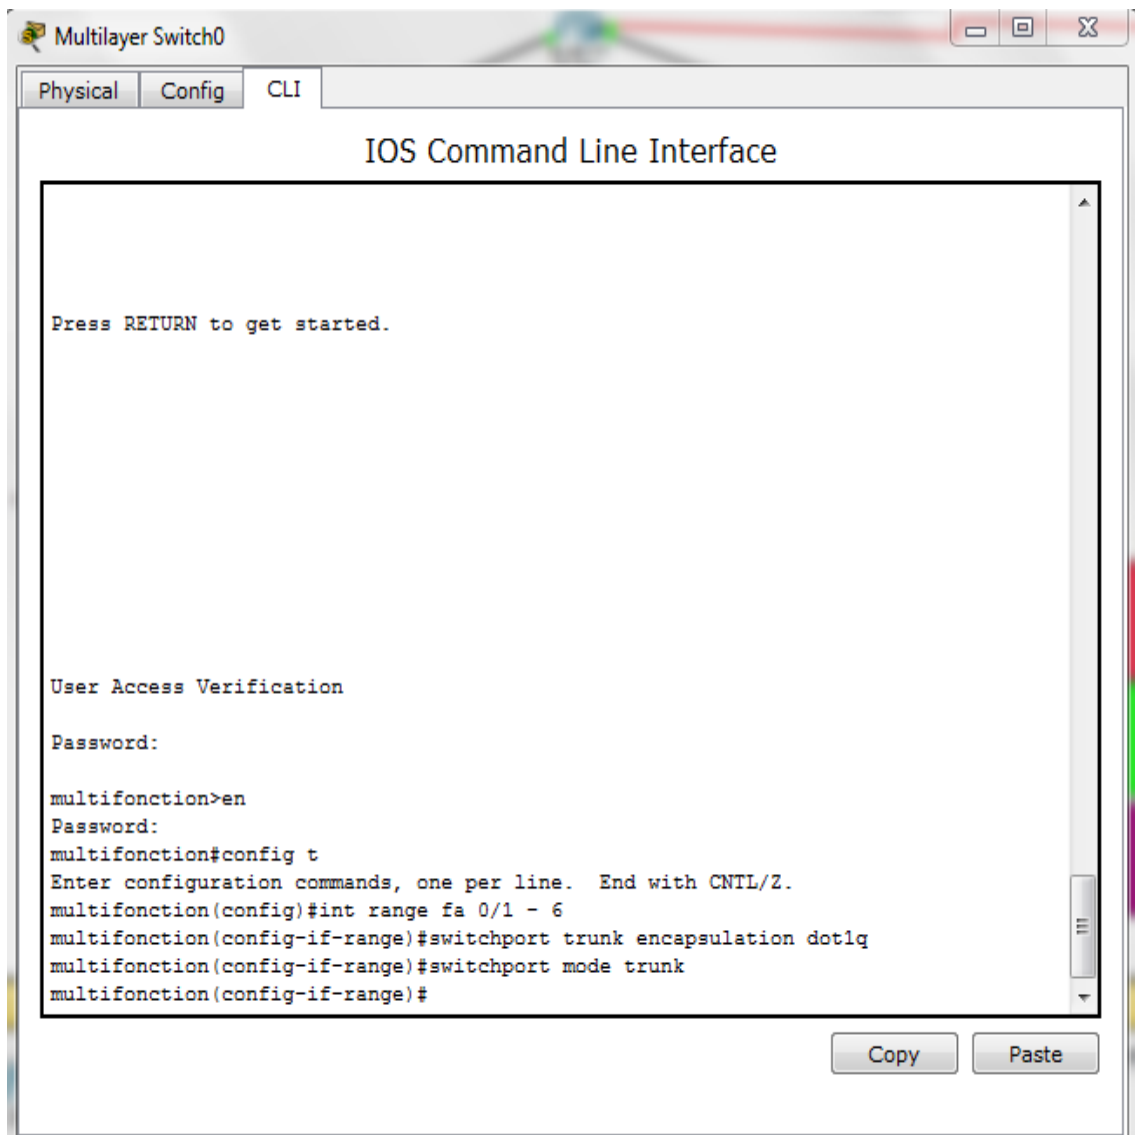 Multilayer Switch0
Physical Config CLI
IOS Command Line Interface
Press RETURN to get started.
User Access Verification
Password:
multifonction>en
Password:
multifonction#config t
Enter configuration commands, one per line.  End with CNTL/Z.
multifonction(config)#int range fa 0/1 - 6
multifonction(config-if-range)#switchport trunk encapsulation dot1q
multifonction(config-if-range)#switchport mode trunk
multifonction(config-if-range)#
Copy Paste